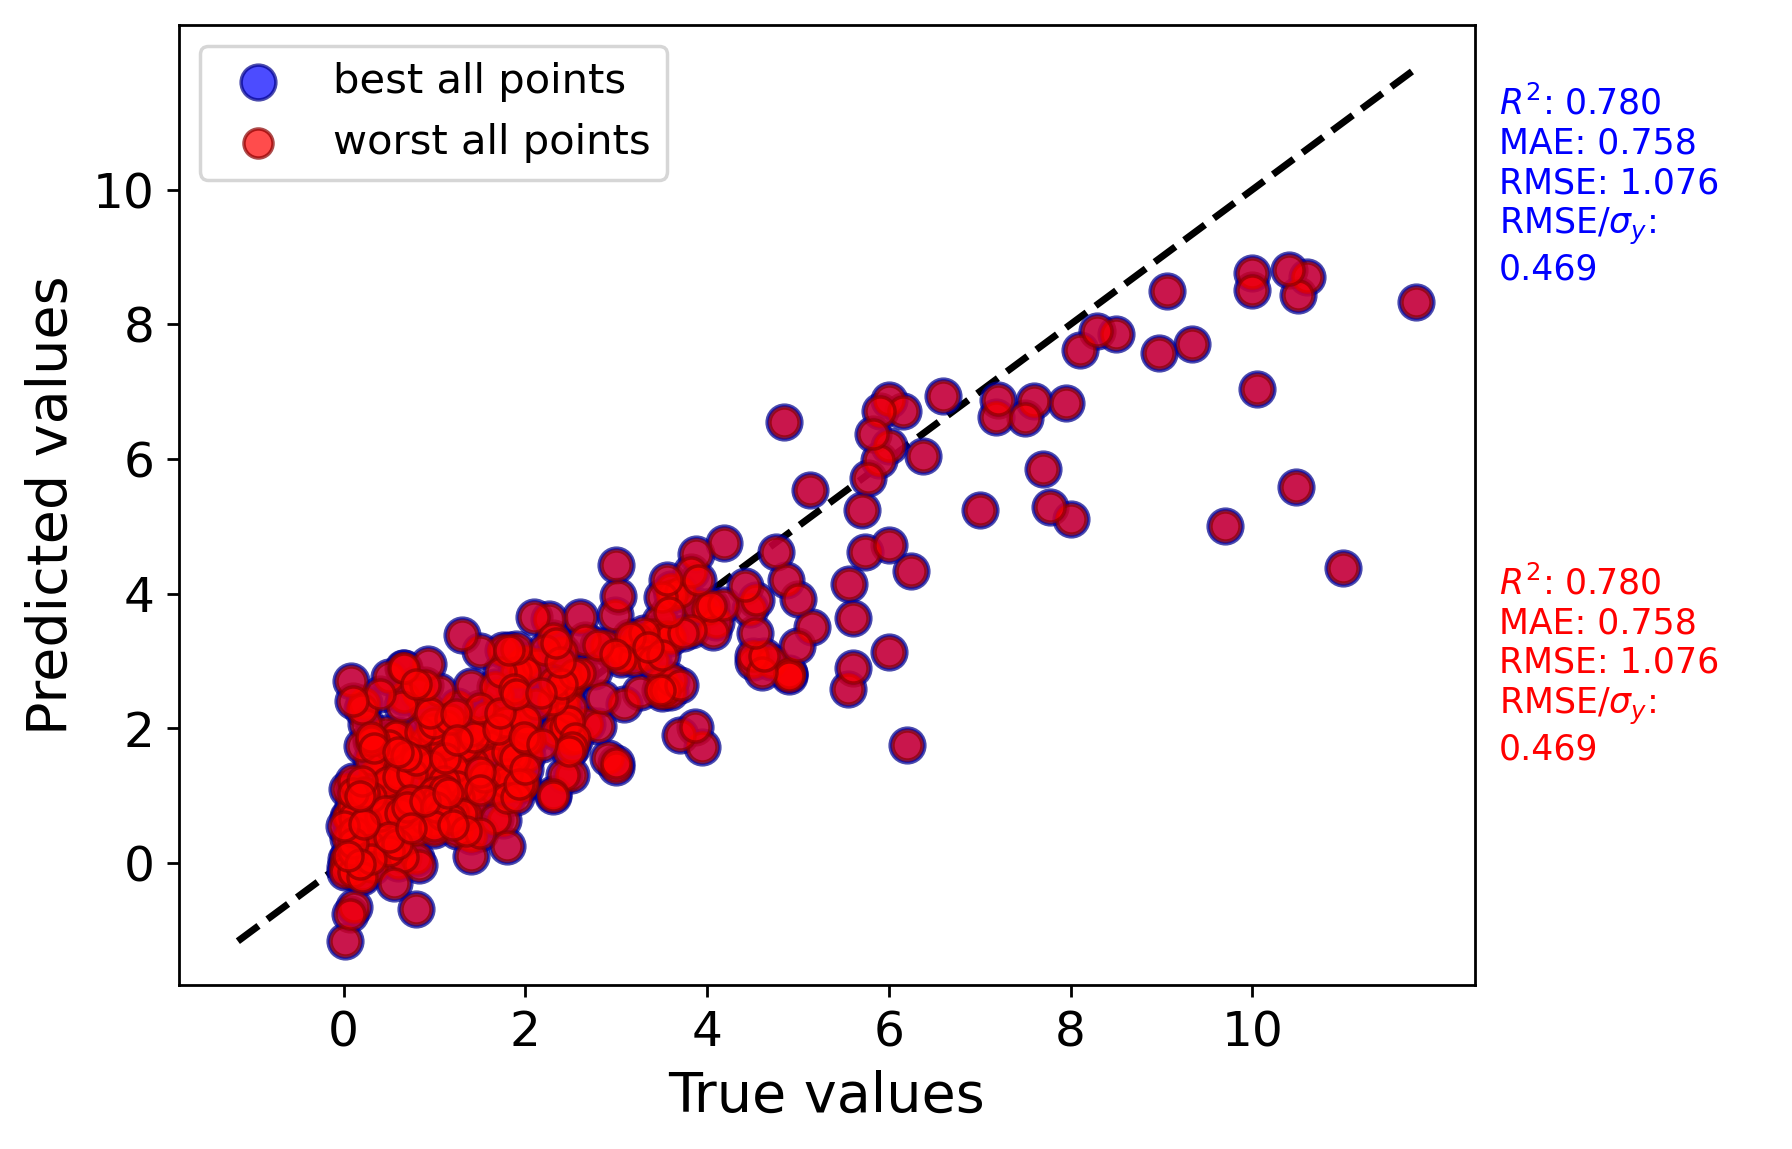 best all points
worst all points
R²: 0.780
MAE: 0.758
RMSE: 1.076
RMSE/σ_y:
0.469
R²: 0.780
MAE: 0.758
RMSE: 1.076
RMSE/σ_y:
0.469
Predicted values
10
8
6
4
2
0
0 2 4 6 8 10
True values